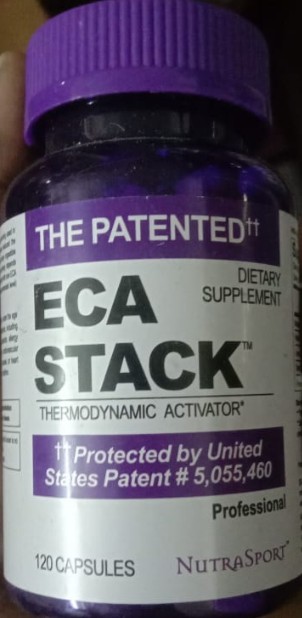 THE PATENTED††
DIETARY
SUPPLEMENT
ECA
STACK™
THERMODYNAMIC ACTIVATOR*
††Protected by United
States Patent # 5,055,460
Professional
120 CAPSULES
NUTRASPORT™